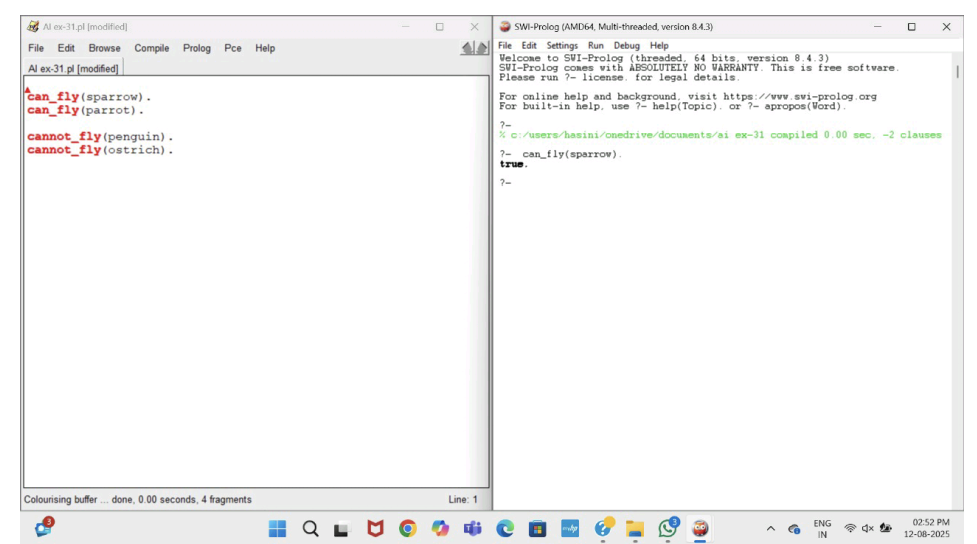 AI ex-31.pl [modified]
File Edit Browse Compile Prolog Pce Help
AI ex-31.pl [modified]
can_fly(sparrow).
can_fly(parrot).
cannot_fly(penguin).
cannot_fly(ostrich).
Colourising buffer ... done, 0.00 seconds, 4 fragments Line: 1
SWI-Prolog (AMD64, Multi-threaded, version 8.4.3)
File Edit Settings Run Debug Help
Welcome to SWI-Prolog (threaded, 64 bits, version 8.4.3)
SWI-Prolog comes with ABSOLUTELY NO WARRANTY. This is free software.
Please run ?- license. for legal details.
For online help and background, visit https://www.swi-prolog.org
For built-in help, use ?- help(Topic). or ?- apropos(Word).
?-
% c:/users/hasini/onedrive/documents/ai ex-31 compiled 0.00 sec, -2 clauses
?- can_fly(sparrow).
true.
?-
3
3
ENG
IN
02:52 PM
12-08-2025